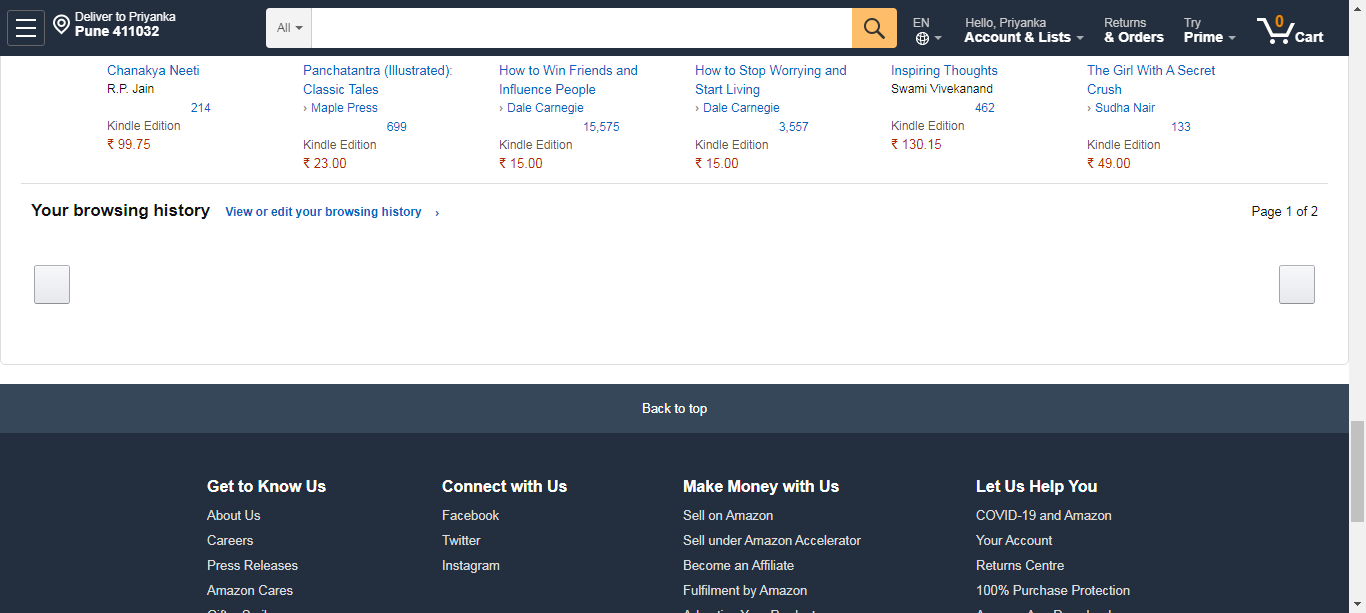 Deliver to Priyanka
Pune 411032
All
EN
Hello, Priyanka
Account & Lists
Returns
& Orders
Try
Prime
0
Cart
Chanakya Neeti
R.P. Jain
214
Kindle Edition
₹ 99.75
Panchatantra (Illustrated):
Classic Tales
› Maple Press
699
Kindle Edition
₹ 23.00
How to Win Friends and
Influence People
› Dale Carnegie
15,575
Kindle Edition
₹ 15.00
How to Stop Worrying and
Start Living
› Dale Carnegie
3,557
Kindle Edition
₹ 15.00
Inspiring Thoughts
Swami Vivekanand
462
Kindle Edition
₹ 130.15
The Girl With A Secret
Crush
› Sudha Nair
133
Kindle Edition
₹ 49.00
Your browsing history View or edit your browsing history ›
Page 1 of 2
Back to top
Get to Know Us
About Us
Careers
Press Releases
Amazon Cares
Connect with Us
Facebook
Twitter
Instagram
Make Money with Us
Sell on Amazon
Sell under Amazon Accelerator
Become an Affiliate
Fulfilment by Amazon
Let Us Help You
COVID-19 and Amazon
Your Account
Returns Centre
100% Purchase Protection